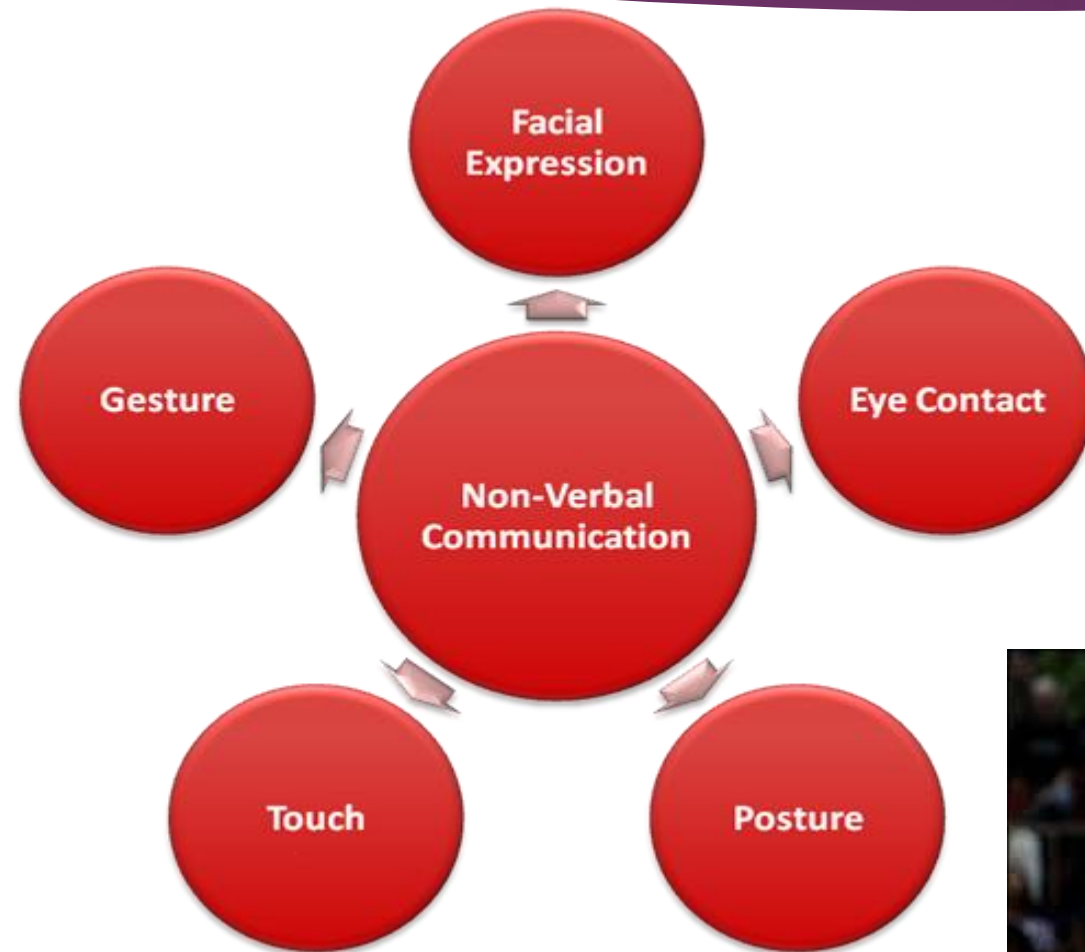 Facial
Expression
Gesture
Eye Contact
Non-Verbal
Communication
Touch
Posture